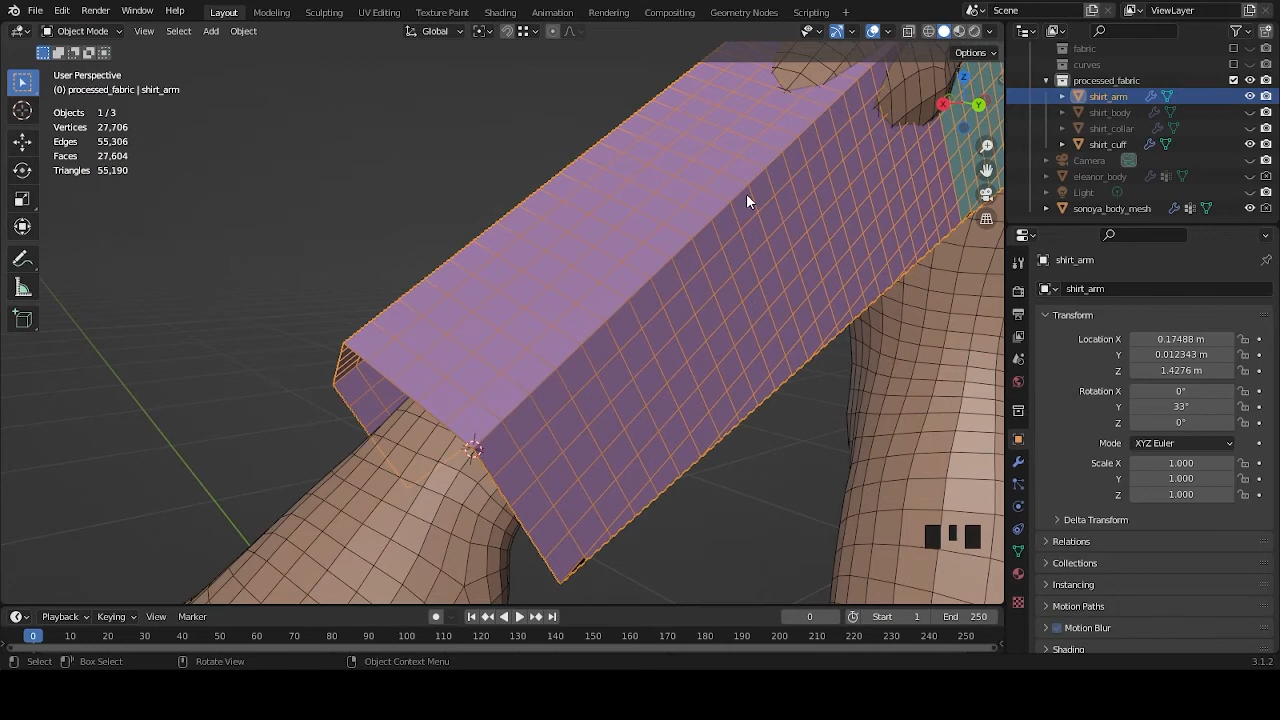 File Edit Render Window Help Layout Modeling Sculpting UV Editing Texture Paint Shading Animation Rendering Compositing Geometry Nodes Scripting Scene ViewLayer
Object Mode View Select Add Object Global
Options
User Perspective
(0) processed_fabric | shirt_arm
Objects 1/3
Vertices 27,706
Edges 55,306
Faces 27,604
Triangles 55,190
Z
X
Y
fabric
curves
processed_fabric
shirt_arm
shirt_body
shirt_collar
shirt_cuff
Camera
eleanor_body
Light
sonoya_body_mesh
shirt_arm
shirt_arm
Transform
Location X 0.17488 m
Y 0.012343 m
Z 1.4276 m
Rotation X 0°
Y 33°
Z 0°
Mode XYZ Euler
Scale X 1.000
Y 1.000
Z 1.000
Delta Transform
Relations
Collections
Instancing
Motion Paths
Motion Blur
Shading
Playback Keying View Marker 0 Start 1 End 250
0 10 20 30 40 50 60 70 80 90 100 110 120 130 140 150 160 170 180 190 200 210 220 230 240 250
Select Box Select Rotate View Object Context Menu 3.1.2